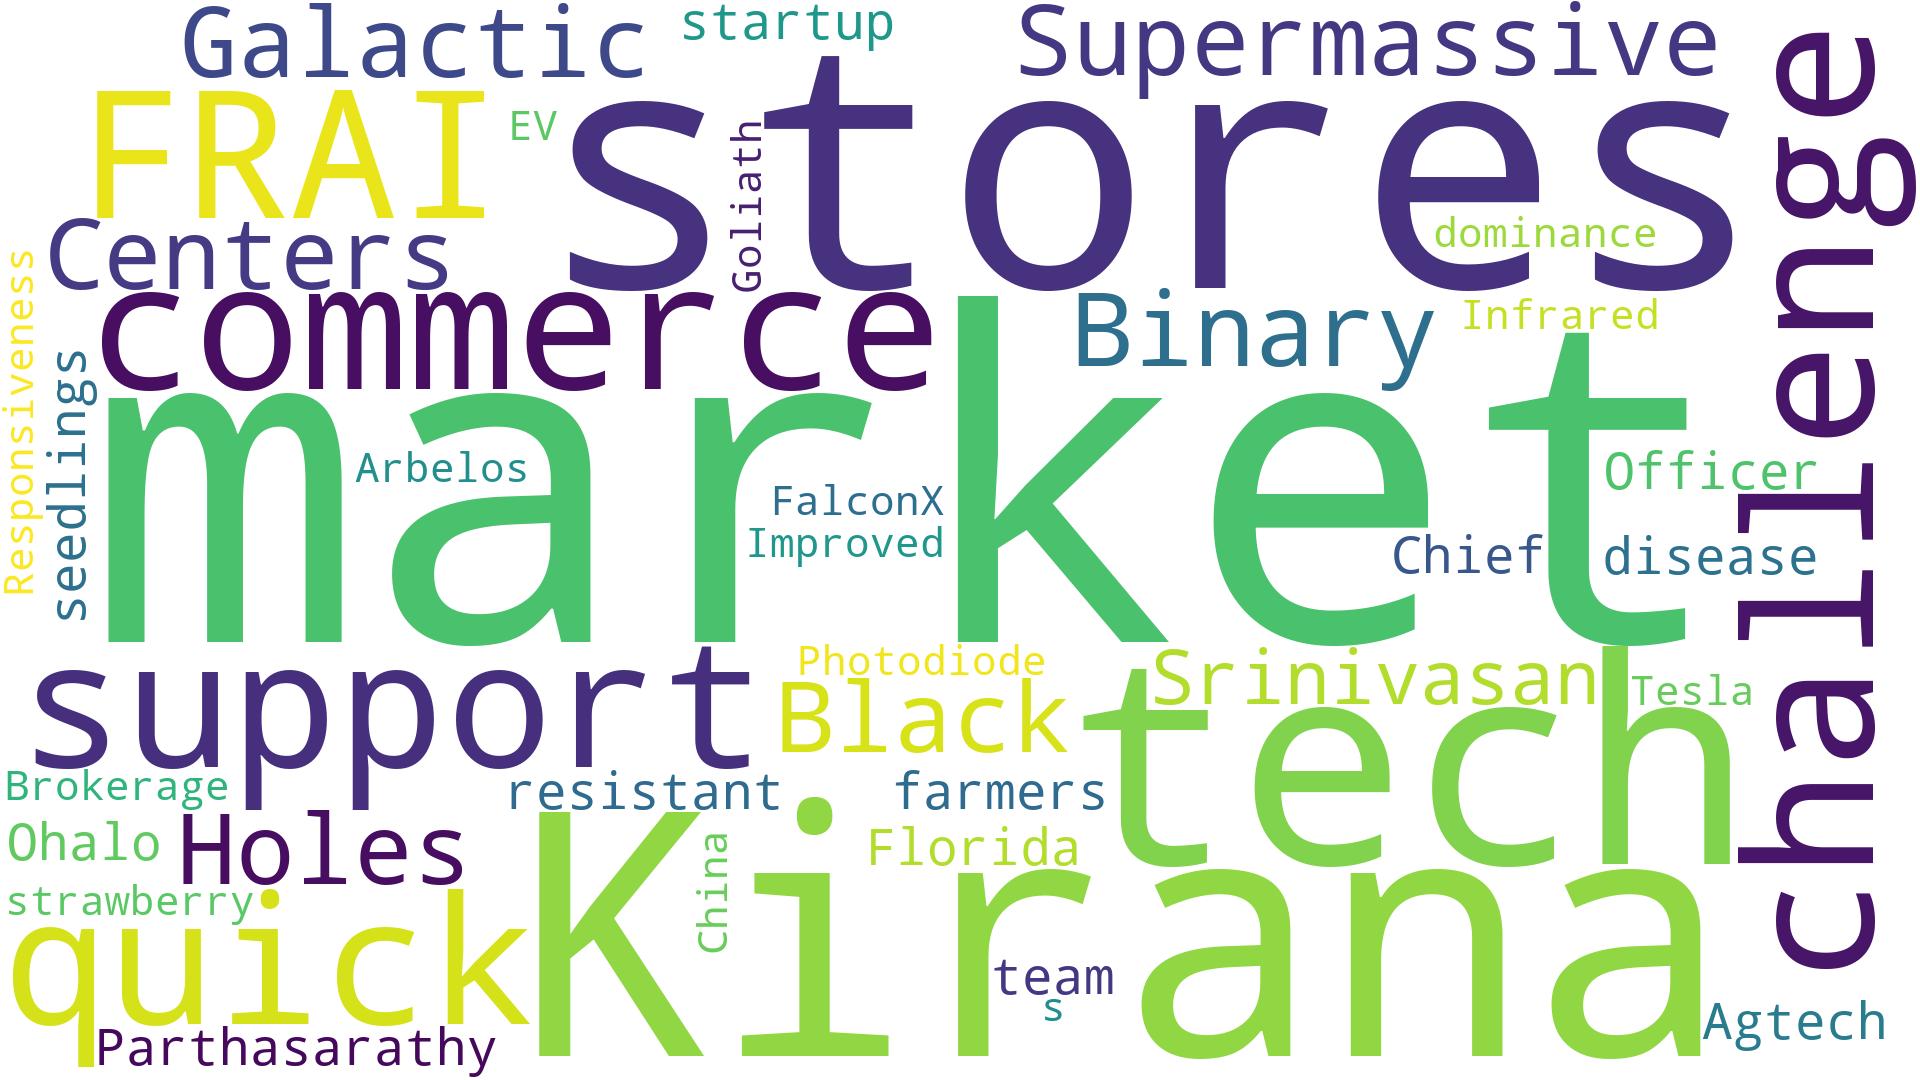 Galactic
startup
Supermassive
FRAI
EV
stores
Goliath
challenge
Centers
dominance
commerce
Binary
Infrared
Responsiveness
seedlings
market
Arbelos
FalconX
Improved
Officer
Chief
disease
support
Photodiode
Black
Srinivasan
Tesla
tech
Brokerage
resistant
farmers
Ohalo
Holes
Florida
China
strawberry
quick
Kirana
team
s
Parthasarathy
Agtech